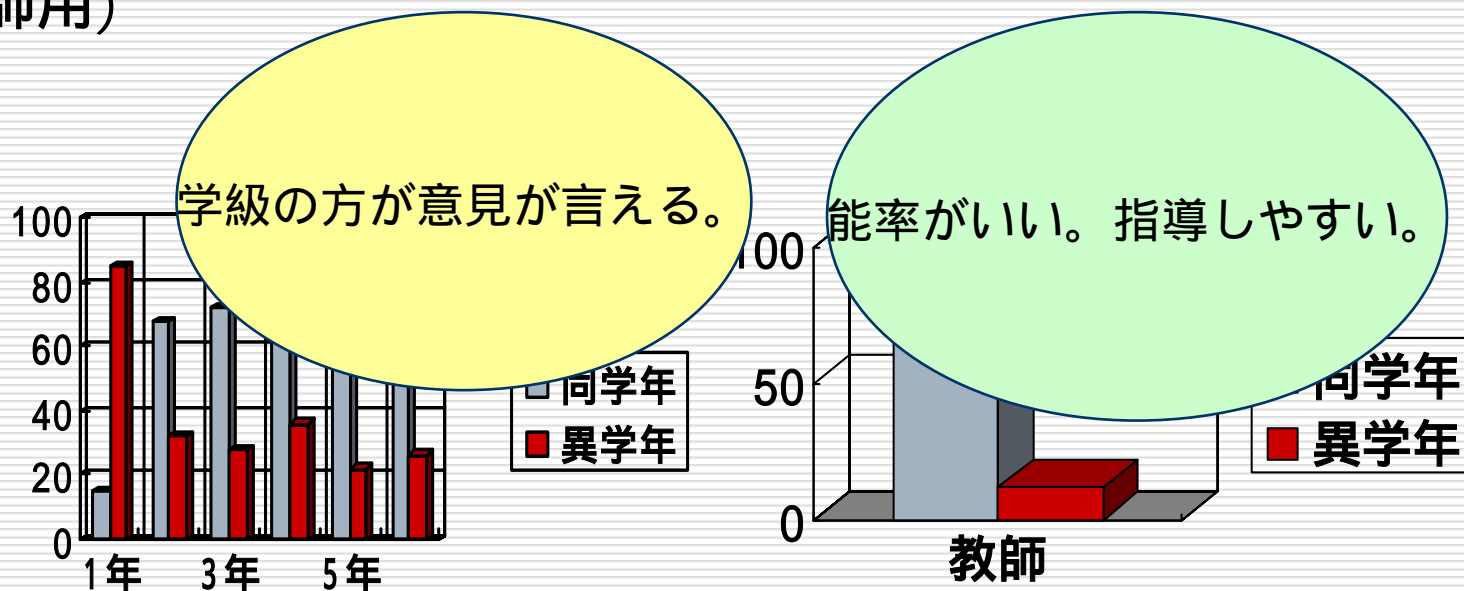 師用)
学級の方が意見が言える。
能率がいい。指導しやすい。
100
80
60
40
20
0
1年
3年
5年
同学年
異学年
100
50
0
教師
同学年
異学年